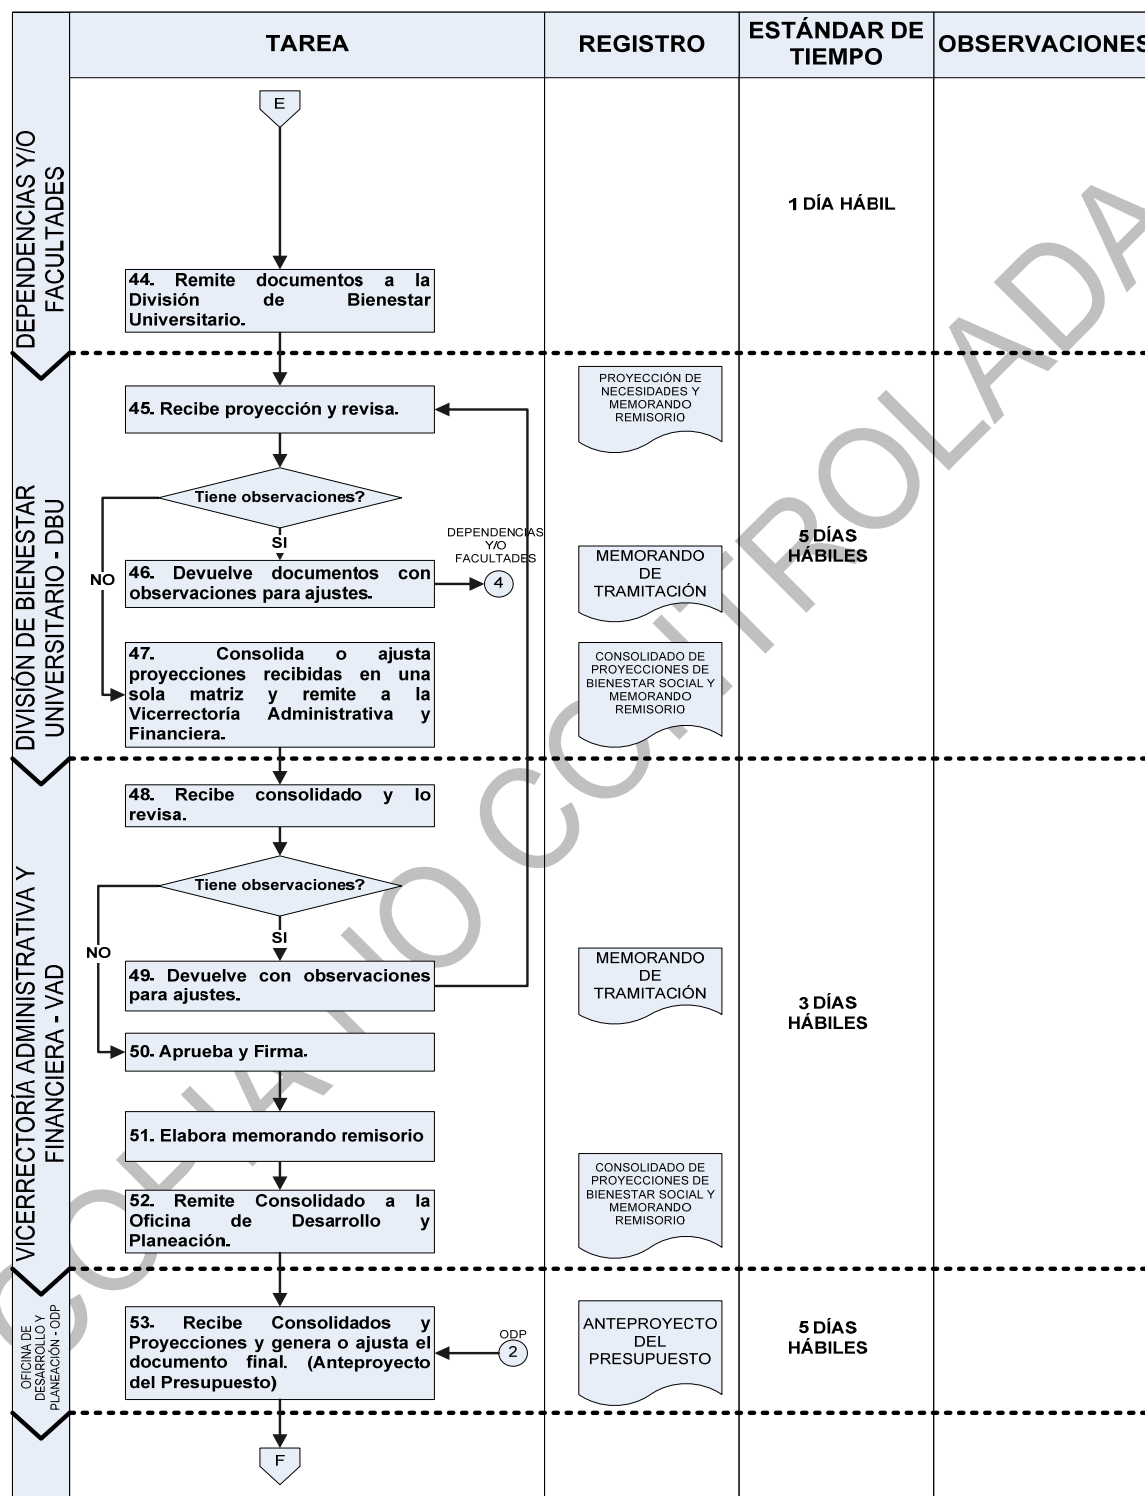 TAREA
REGISTRO
ESTÁNDAR DE
TIEMPO
OBSERVACIONES
DEPENDENCIAS Y/O
FACULTADES
E
1 DÍA HÁBIL
44. Remite documentos a la
División de Bienestar
Universitario.
DIVISIÓN DE BIENESTAR
UNIVERSITARIO - DBU
45. Recibe proyección y revisa.
PROYECCIÓN DE
NECESIDADES Y
MEMORANDO
REMISORIO
Tiene observaciones?
SI
NO
DEPENDENCIAS
Y/O
FACULTADES
4
46. Devuelve documentos con
observaciones para ajustes.
MEMORANDO
DE
TRAMITACIÓN
5 DÍAS
HÁBILES
47. Consolida o ajusta
proyecciones recibidas en una
sola matriz y remite a la
Vicerrectoría Administrativa y
Financiera.
CONSOLIDADO DE
PROYECCIONES DE
BIENESTAR SOCIAL Y
MEMORANDO
REMISORIO
VICERRECTORÍA ADMINISTRATIVA Y
FINANCIERA - VAD
48. Recibe consolidado y lo
revisa.
Tiene observaciones?
SI
NO
49. Devuelve con observaciones
para ajustes.
MEMORANDO
DE
TRAMITACIÓN
3 DÍAS
HÁBILES
50. Aprueba y Firma.
51. Elabora memorando remisorio
52. Remite Consolidado a la
Oficina de Desarrollo y
Planeación.
CONSOLIDADO DE
PROYECCIONES DE
BIENESTAR SOCIAL Y
MEMORANDO
REMISORIO
OFICINA DE
DESARROLLO Y
PLANEACIÓN - ODP
53. Recibe Consolidados y
Proyecciones y genera o ajusta el
documento final. (Anteproyecto
del Presupuesto)
ODP
2
ANTEPROYECTO
DEL
PRESUPUESTO
5 DÍAS
HÁBILES
F
COPIA NO CONTROLADA